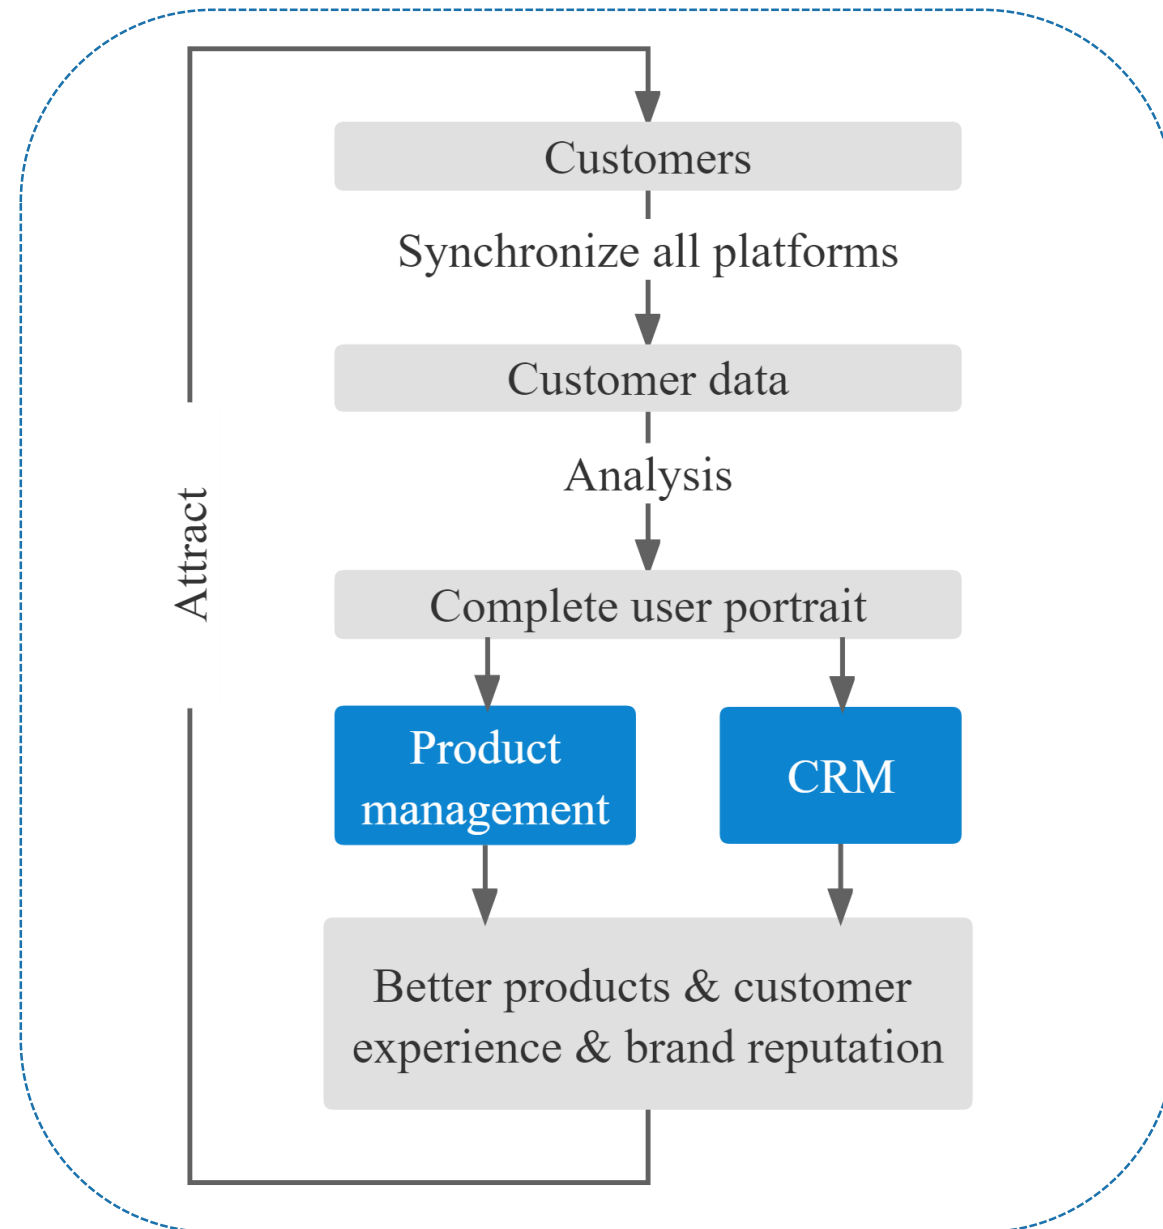 Customers
Synchronize all platforms
Customer data
Analysis
Attract
Complete user portrait
Product
management
CRM
Better products & customer
experience & brand reputation